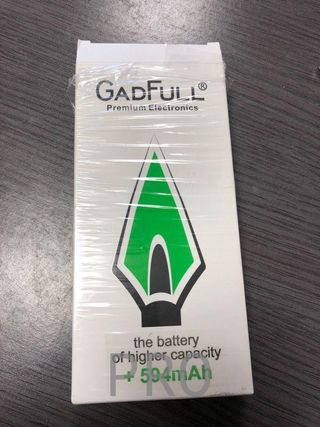 GADFULL®
Premium Electronics
the battery
of higher capacity
PRO
+ 594mAh